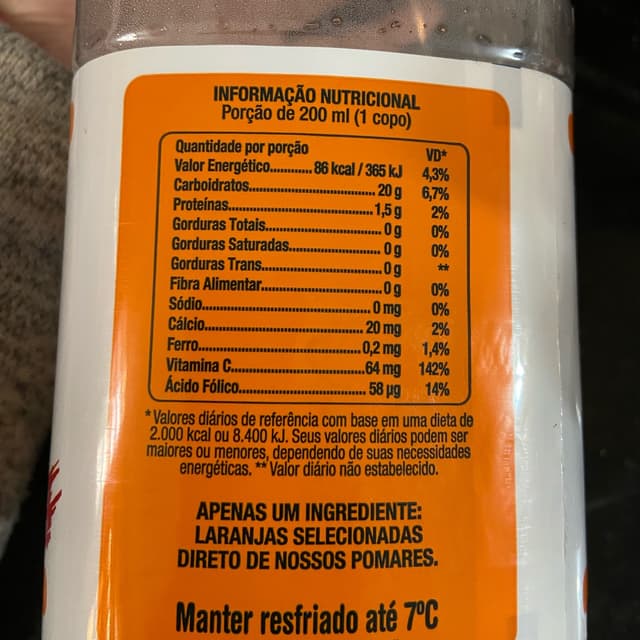 INFORMAÇÃO NUTRICIONAL
Porção de 200 ml (1 copo)
Quantidade por porção VD*
Valor Energético............ 86 kcal / 365 kJ 4,3%
Carboidratos................................ 20 g 6,7%
Proteínas.................................... 1,5 g 2%
Gorduras Totais............................. 0 g 0%
Gorduras Saturadas....................... 0 g 0%
Gorduras Trans.............................. 0 g **
Fibra Alimentar.............................. 0 g 0%
Sódio......................................... 0 mg 0%
Cálcio....................................... 20 mg 2%
Ferro........................................ 0,2 mg 1,4%
Vitamina C.................................. 64 mg 142%
Ácido Fólico................................ 58 µg 14%
* Valores diários de referência com base em uma dieta de
2.000 kcal ou 8.400 kJ. Seus valores diários podem ser
maiores ou menores, dependendo de suas necessidades
energéticas. ** Valor diário não estabelecido.
APENAS UM INGREDIENTE:
LARANJAS SELECIONADAS
DIRETO DE NOSSOS POMARES.
Manter resfriado até 7ºC